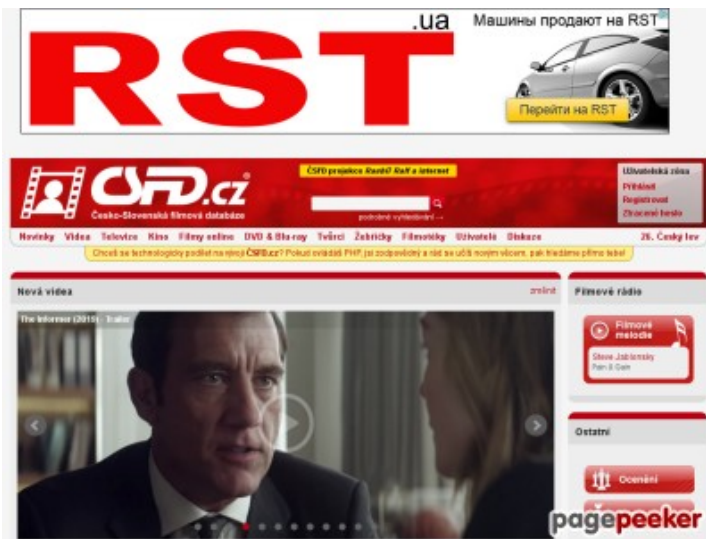 .ua
Машины продают на RST
RST
Перейти на RST
ČSFD projekce Raubíř Ralf a internet
Uživatelská zóna
ČSFD.cz
Přihlásit
Registrovat
Ztracené heslo
Česko-Slovenská filmová databáze
podrobné vyhledávání
Novinky Videa Televize Kino Filmy online DVD & Blu-ray Tvůrci Žebříčky Filmotéky Uživatelé Diskuze 26. Český lev
Chceš se technologicky podílet na vývoji ČSFD.cz? Pokud ovládáš PHP, jsi zodpovědný a rád se učíš novým věcem, pak hledáme přímo tebe!
Nová videa
zmínit
Filmové rádio
The Informer (2019) - Trailer
Filmové
melodie
Steve Jablonsky
Pain & Gain
Ostatní
Ocenění
pagepeeker